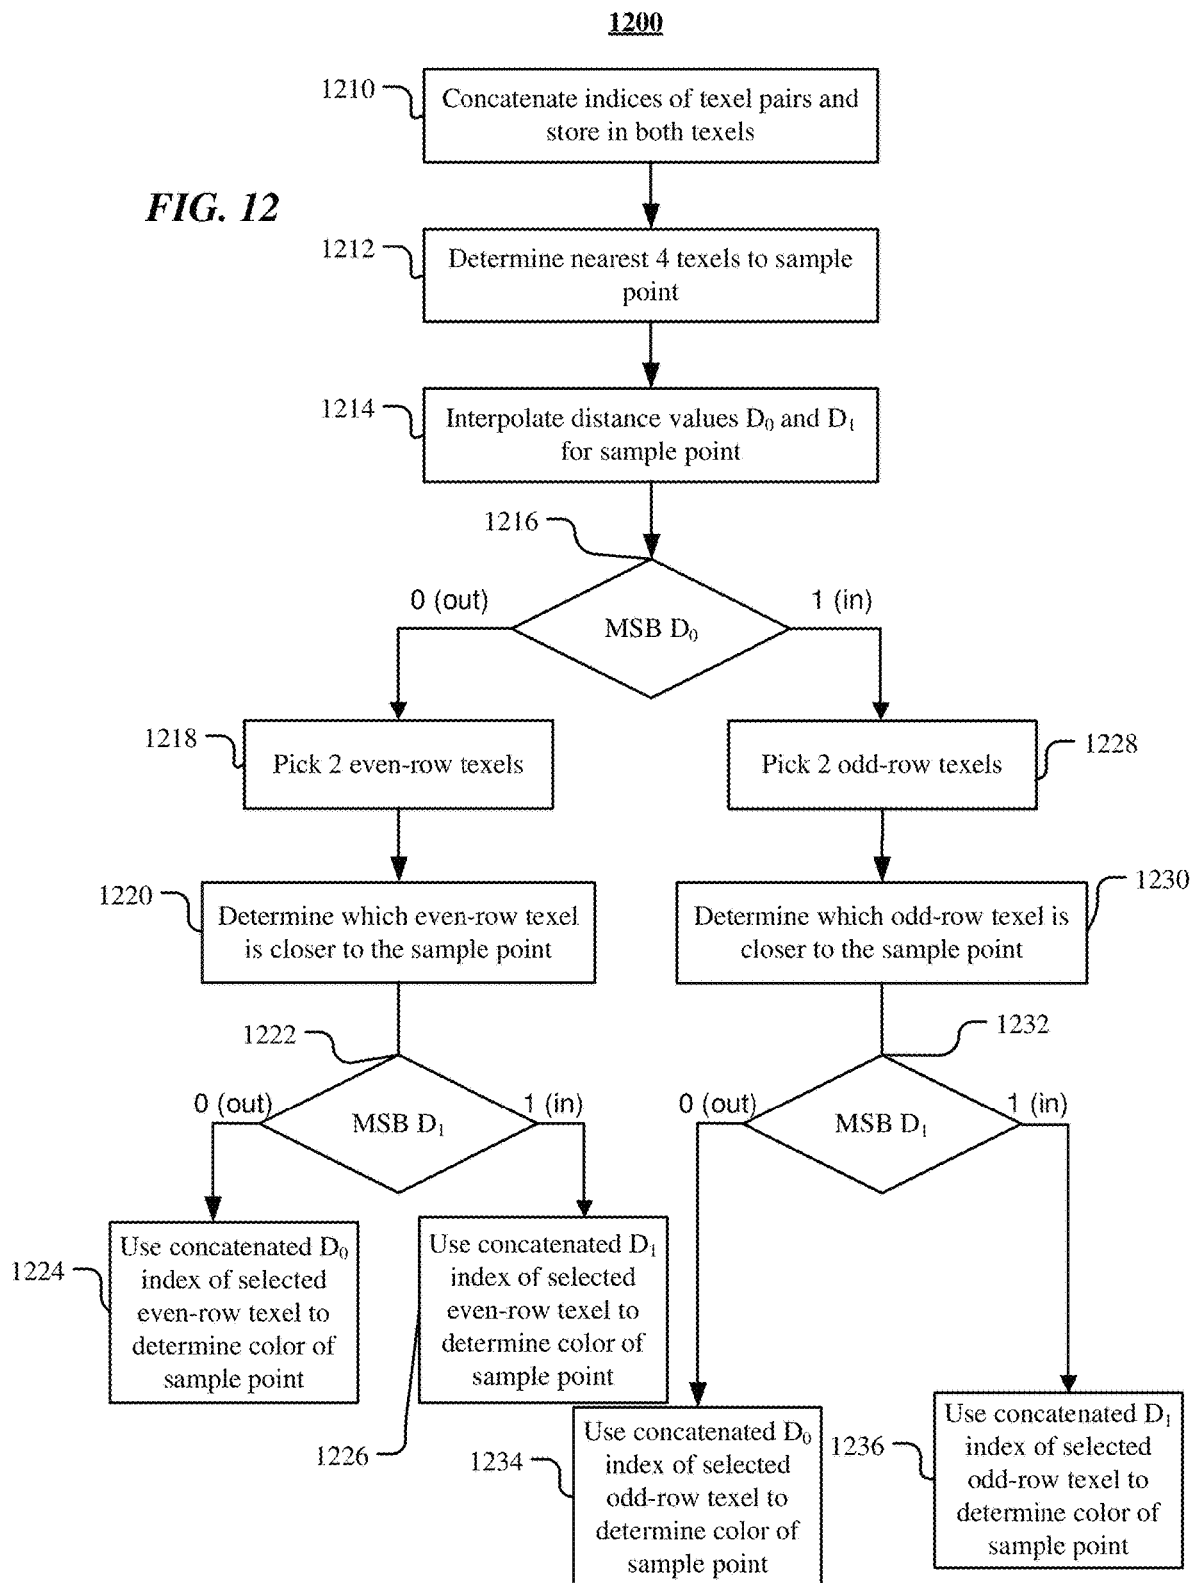 1200
1210
Concatenate indices of texel pairs and
store in both texels
FIG. 12
1212
Determine nearest 4 texels to sample
point
1214
Interpolate distance values D₀ and D₁
for sample point
1216
0 (out)
1 (in)
MSB D₀
1218
Pick 2 even-row texels
Pick 2 odd-row texels
1228
1220
Determine which even-row texel
is closer to the sample point
Determine which odd-row texel is
closer to the sample point
1230
1222
0 (out)
1 (in)
MSB D₁
1232
0 (out)
1 (in)
MSB D₁
1224
Use concatenated D₀
index of selected
even-row texel to
determine color of
sample point
Use concatenated D₁
index of selected
even-row texel to
determine color of
sample point
1226
1234
Use concatenated D₀
index of selected
odd-row texel to
determine color of
sample point
1236
Use concatenated D₁
index of selected
odd-row texel to
determine color of
sample point